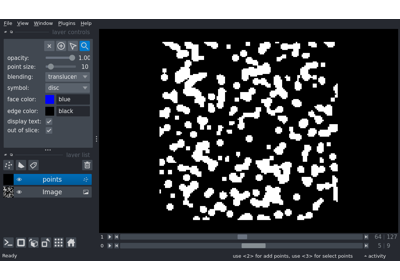 File View Window Plugins Help
layer controls
opacity: 1.00
point size: 10
blending: translucen
symbol: disc
face color: blue
edge color: black
display text:
out of slice:
layer list
points
Image
1 64 127
0 5 9
Ready use <2> for add points, use <3> for select points activity